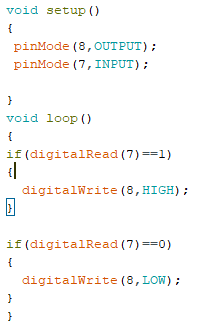 void setup()
{
 pinMode(8,OUTPUT);
 pinMode(7,INPUT);
}
void loop()
{
if(digitalRead(7)==1)
{
  digitalWrite(8,HIGH);
}
if(digitalRead(7)==0)
{
  digitalWrite(8,LOW);
}
}